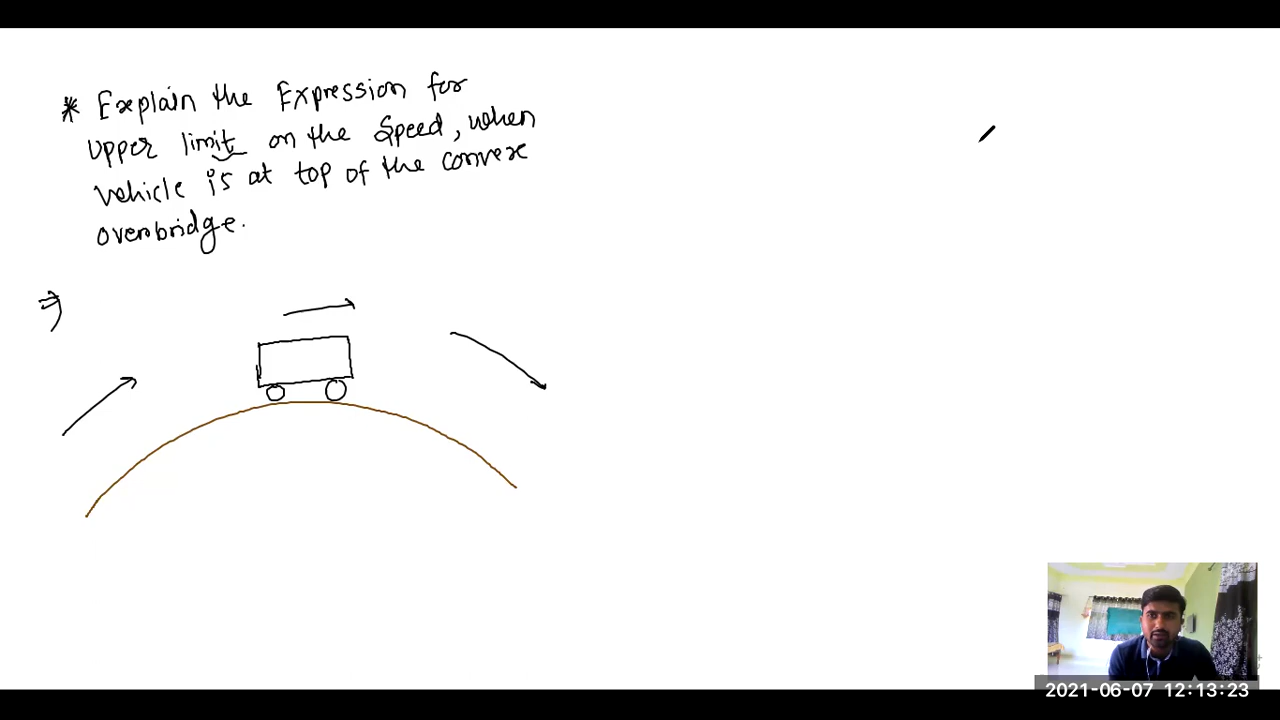 * Explain the Expression for
Upper limit on the Speed, when
vehicle is at top of the convex
overbridge.
2021-06-07 12:13:23